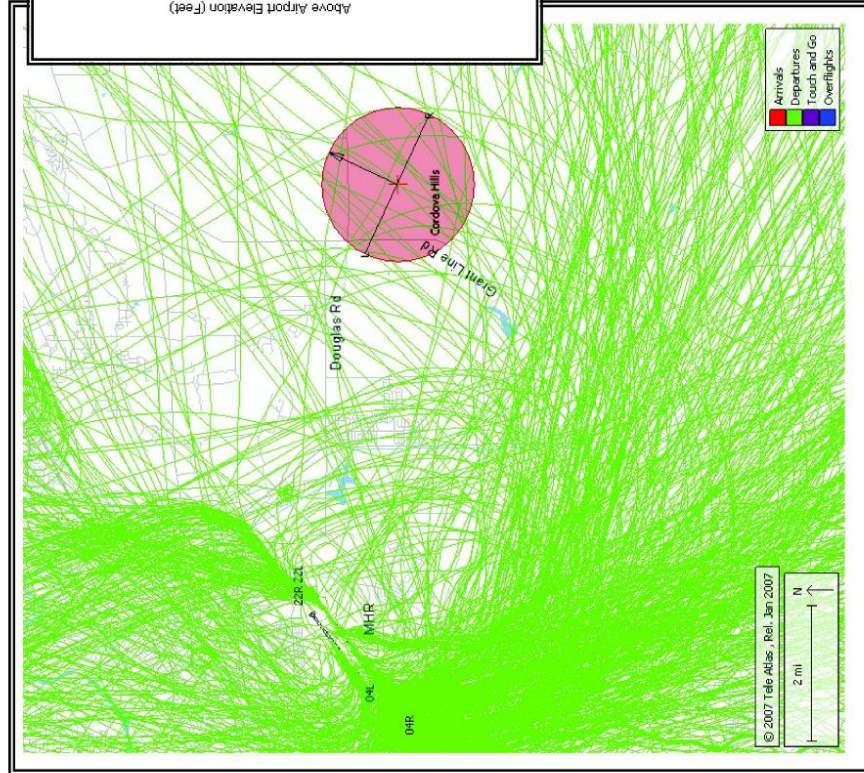 Above Airport Elevation (Feet)
Douglas Rd
Cordova Hills
Grant Line Rd
22R 22L
MHR
04L
04R
Arrivals
Departures
Touch and Go
Overflights
© 2007 Tele Atlas, Rel. Jan 2007
2 mi
N